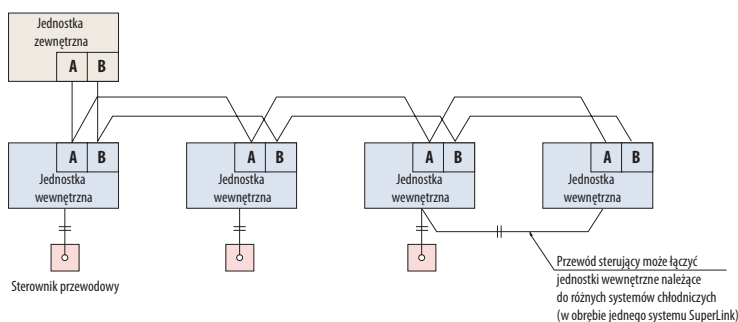 Jednostka
zewnętrzna
A B
A B
Jednostka
wewnętrzna
A B
Jednostka
wewnętrzna
A B
Jednostka
wewnętrzna
A B
Jednostka
wewnętrzna
Sterownik przewodowy
Przewód sterujący może łączyć
jednostki wewnętrzne należące
do różnych systemów chłodniczych
(w obrębie jednego systemu SuperLink)